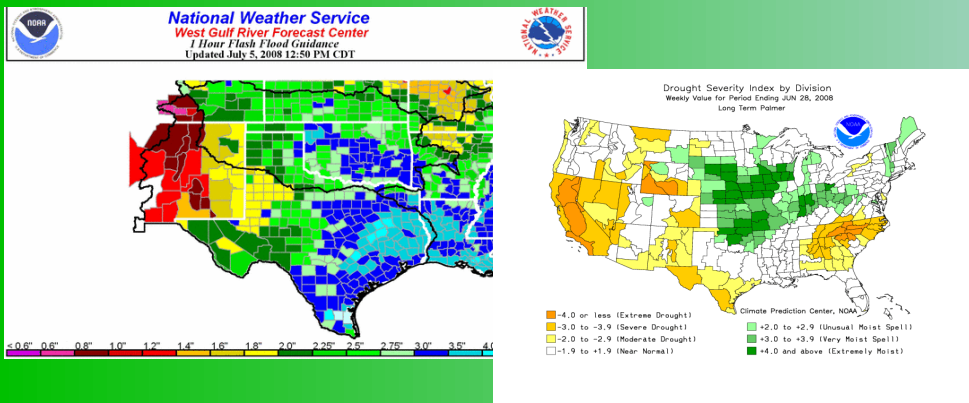 NOAA
National Weather Service
West Gulf River Forecast Center
1 Hour Flash Flood Guidance
Updated July 5, 2008 12:50 PM CDT
NATIONAL WEATHER SERVICE
< 0.6" 0.6" 0.8" 1.0" 1.2" 1.4" 1.6" 1.8" 2.0" 2.25" 2.5" 2.75" 3.0" 3.5" 4.0
Drought Severity Index by Division
Weekly Value for Period Ending JUN 28, 2008
Long Term Palmer
NOAA
Climate Prediction Center, NOAA
-4.0 or less (Extreme Drought)
-3.0 to -3.9 (Severe Drought)
-2.0 to -2.9 (Moderate Drought)
-1.9 to +1.9 (Near Normal)
+2.0 to +2.9 (Unusual Moist Spell)
+3.0 to +3.9 (Very Moist Spell)
+4.0 and above (Extremely Moist)